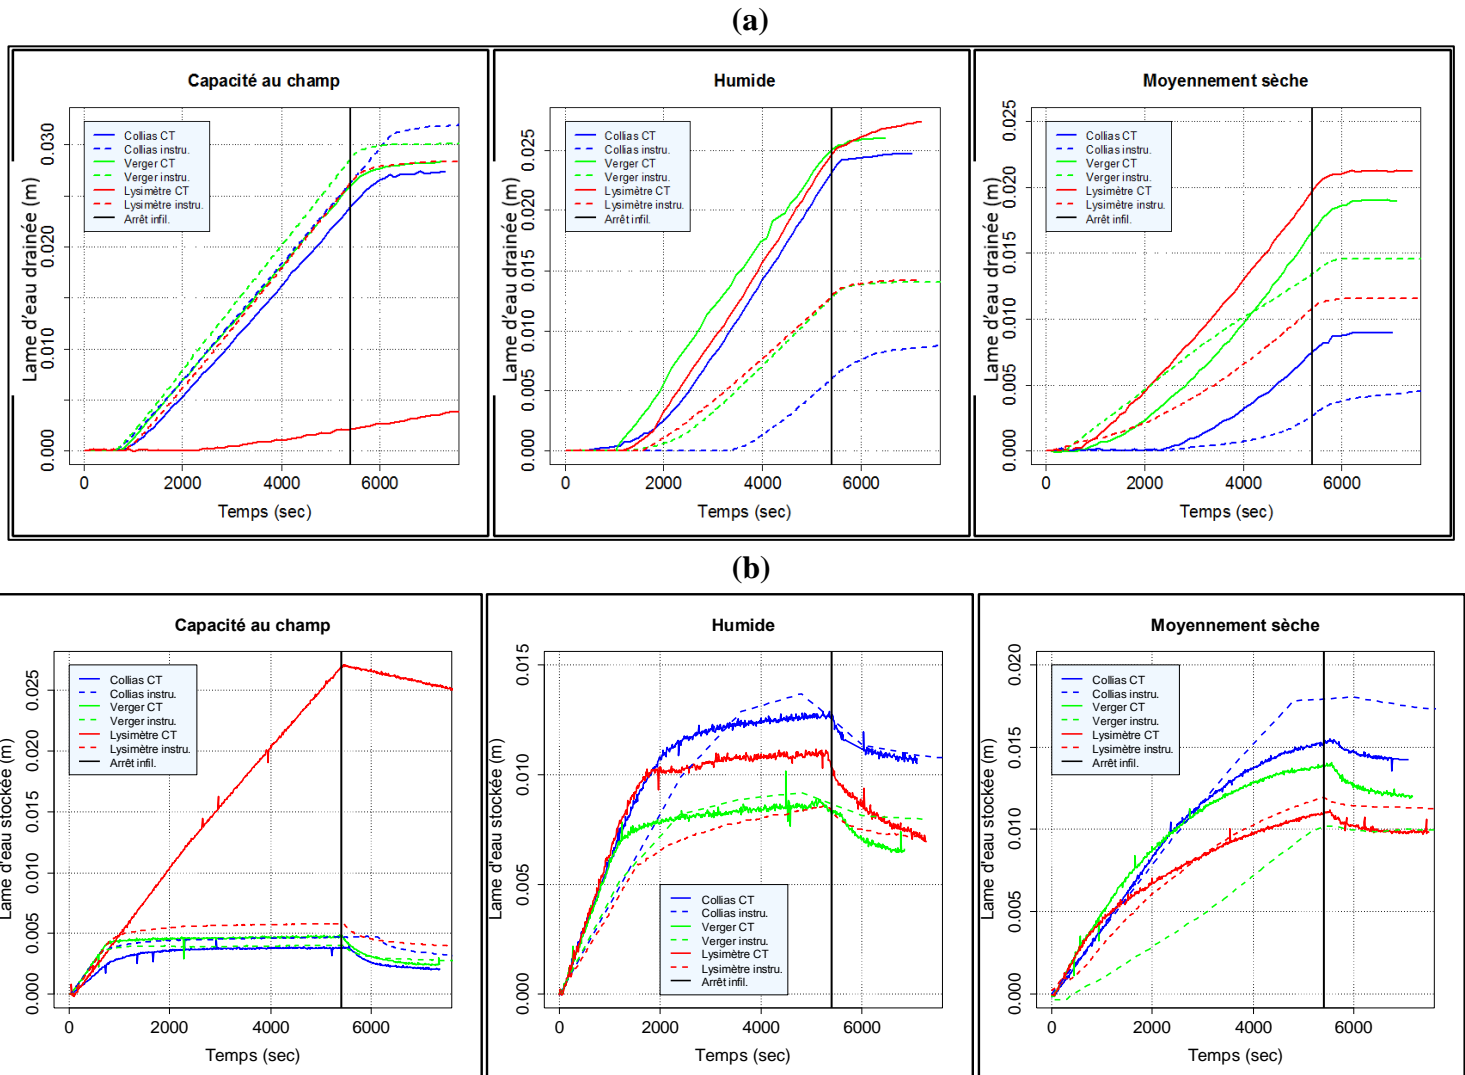 (a)
Capacité au champ
Lame d'eau drainée (m)
0.000
0.010
0.020
0.030
Collias CT
Collias instru.
Verger CT
Verger instru.
Lysimètre CT
Lysimètre instru.
Arrêt infil.
0
2000
4000
6000
Temps (sec)
Humide
Lame d'eau drainée (m)
0.000
0.005
0.010
0.015
0.020
0.025
Collias CT
Collias instru.
Verger CT
Verger instru.
Lysimètre CT
Lysimètre instru.
Arrêt infil.
0
2000
4000
6000
Temps (sec)
Moyennement sèche
Lame d'eau drainée (m)
0.000
0.005
0.010
0.015
0.020
0.025
Collias CT
Collias instru.
Verger CT
Verger instru.
Lysimètre CT
Lysimètre instru.
Arrêt infil.
0
2000
4000
6000
Temps (sec)
(b)
Capacité au champ
Lame d'eau stockée (m)
0.000
0.005
0.010
0.015
0.020
0.025
Collias CT
Collias instru.
Verger CT
Verger instru.
Lysimètre CT
Lysimètre instru.
Arrêt infil.
0
2000
4000
6000
Temps (sec)
Humide
Lame d'eau stockée (m)
0.000
0.005
0.010
0.015
Collias CT
Collias instru.
Verger CT
Verger instru.
Lysimètre CT
Lysimètre instru.
Arrêt infil.
0
2000
4000
6000
Temps (sec)
Moyennement sèche
Lame d'eau stockée (m)
0.000
0.005
0.010
0.015
0.020
Collias CT
Collias instru.
Verger CT
Verger instru.
Lysimètre CT
Lysimètre instru.
Arrêt infil.
0
2000
4000
6000
Temps (sec)